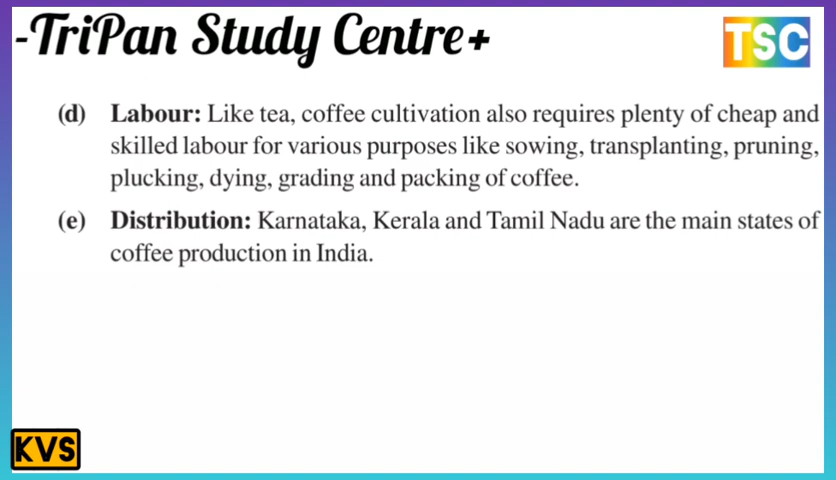 -TriPan Study Centre+
TSC
(d) Labour: Like tea, coffee cultivation also requires plenty of cheap and
skilled labour for various purposes like sowing, transplanting, pruning,
plucking, dying, grading and packing of coffee.
(e) Distribution: Karnataka, Kerala and Tamil Nadu are the main states of
coffee production in India.
KVS